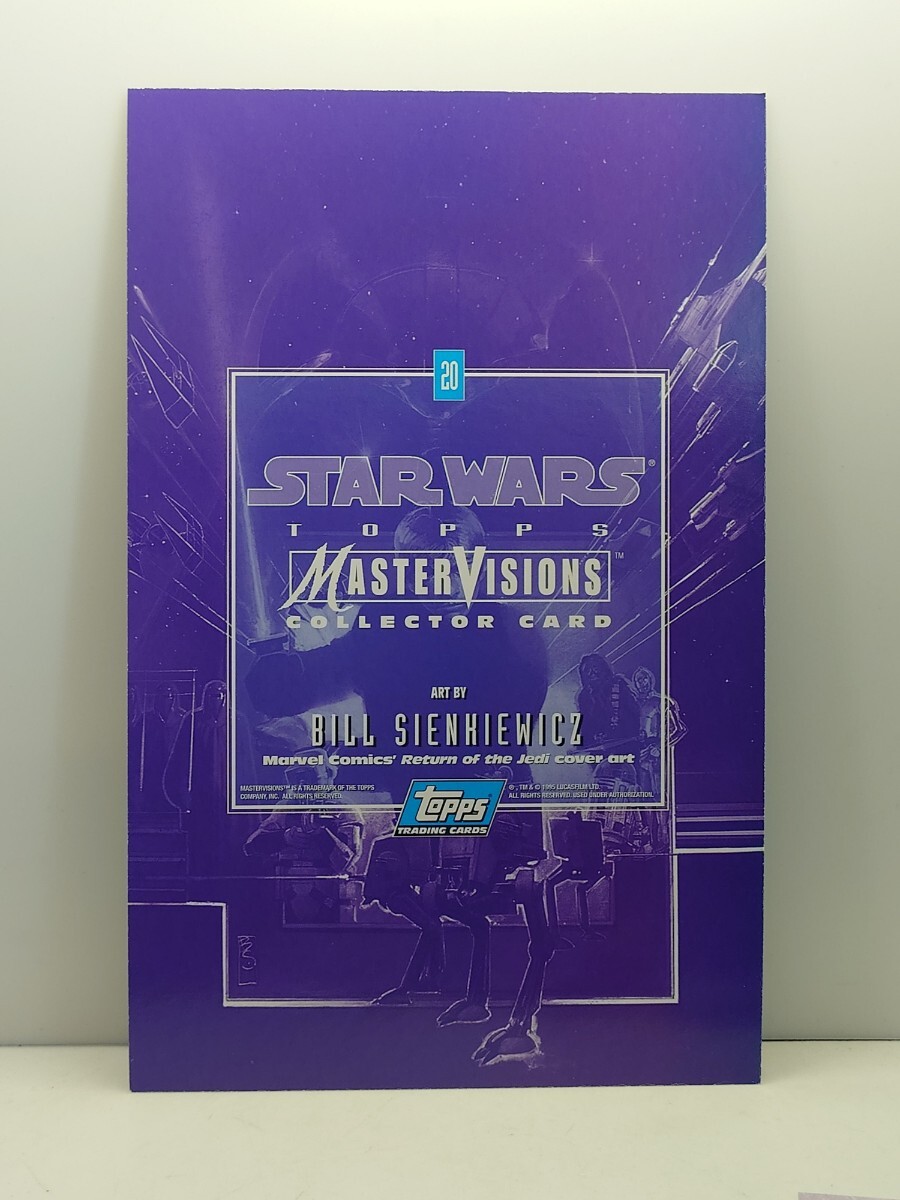 20
STAR WARS®
TOPPS
MASTERVISIONS™
COLLECTOR CARD
ART BY
BILL SIENKIEWICZ
Marvel Comics' Return of the Jedi cover art
MASTERVISIONS™ IS A TRADEMARK OF THE TOPPS
COMPANY, INC. ALL RIGHTS RESERVED.
®, TM & © 1995 LUCASFILM LTD.
ALL RIGHTS RESERVED. USED UNDER AUTHORIZATION.
Topps®
TRADING CARDS